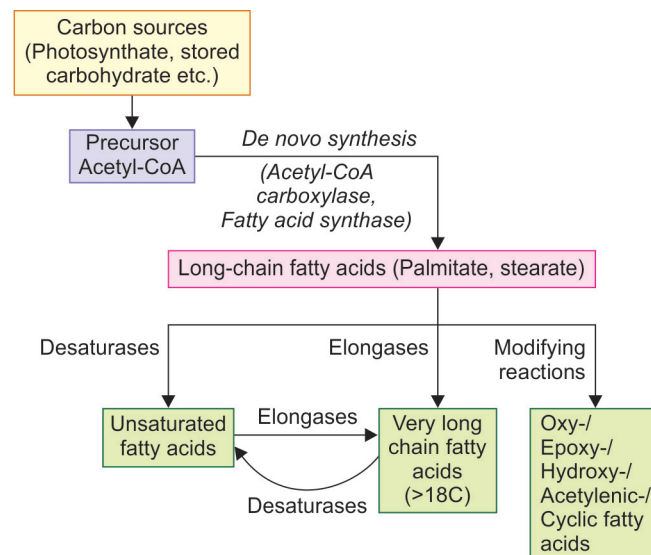 Carbon sources
(Photosynthate, stored
carbohydrate etc.)
Precursor
Acetyl-CoA
De novo synthesis
(Acetyl-CoA
carboxylase,
Fatty acid synthase)
Long-chain fatty acids (Palmitate, stearate)
Desaturases
Elongases
Modifying
reactions
Unsaturated
fatty acids
Elongases
Desaturases
Very long
chain fatty
acids
(>18C)
Oxy-/
Epoxy-/
Hydroxy-/
Acetylenic-/
Cyclic fatty
acids